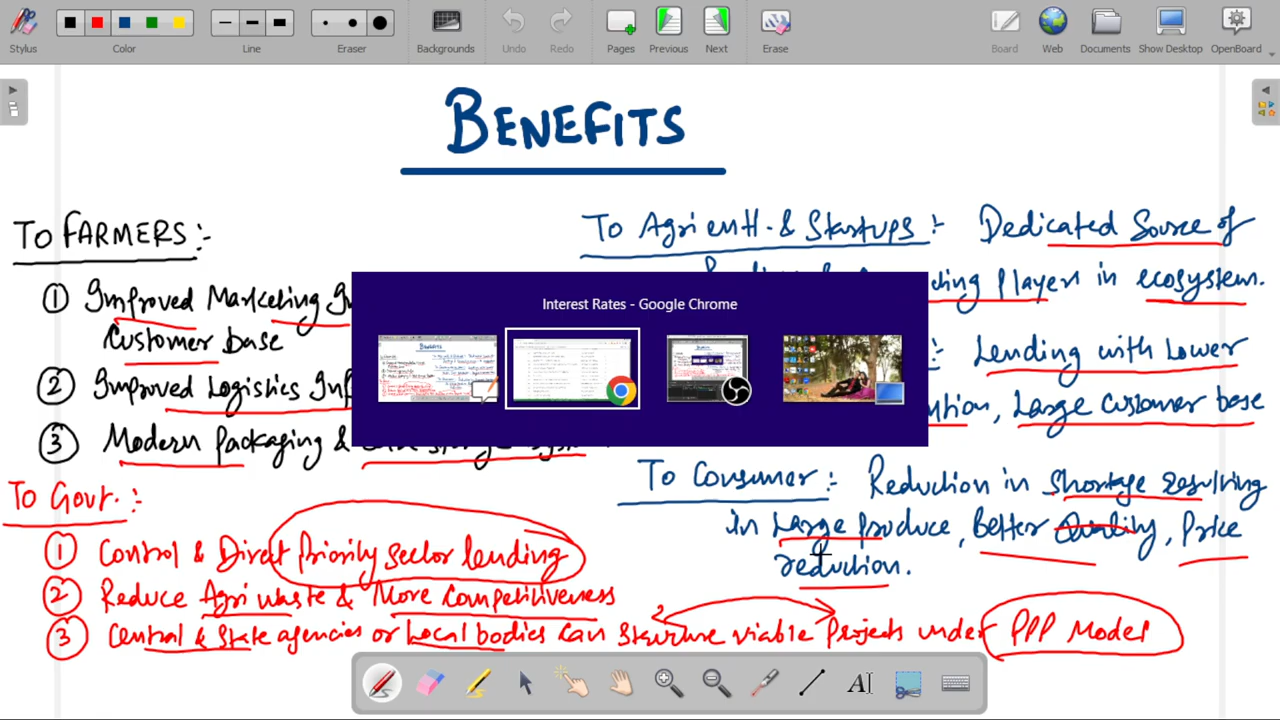 Stylus
Color
Line
Eraser
Backgrounds
Undo
Redo
Pages
Previous
Next
Erase
Board
Web
Documents
Show Desktop
OpenBoard
BENEFITS
To FARMERS :-
① Improved Marketing
Customer base
② Improved Logistics
③ Modern Packaging &
To Govt. :-
① Control & Direct Priority sector lending
② Reduce Agri waste & More Competitiveness
③ Central & State agencies or Local bodies can structure viable Projects under PPP Model
Interest Rates - Google Chrome
To Agri entt. & Startups :- Dedicated Source of
Player in ecosystem.
:- Lending with Lower
, Large customer base
To Consumer :- Reduction in shortage resulting
in Large produce, Better Quality, Price
reduction.
AI